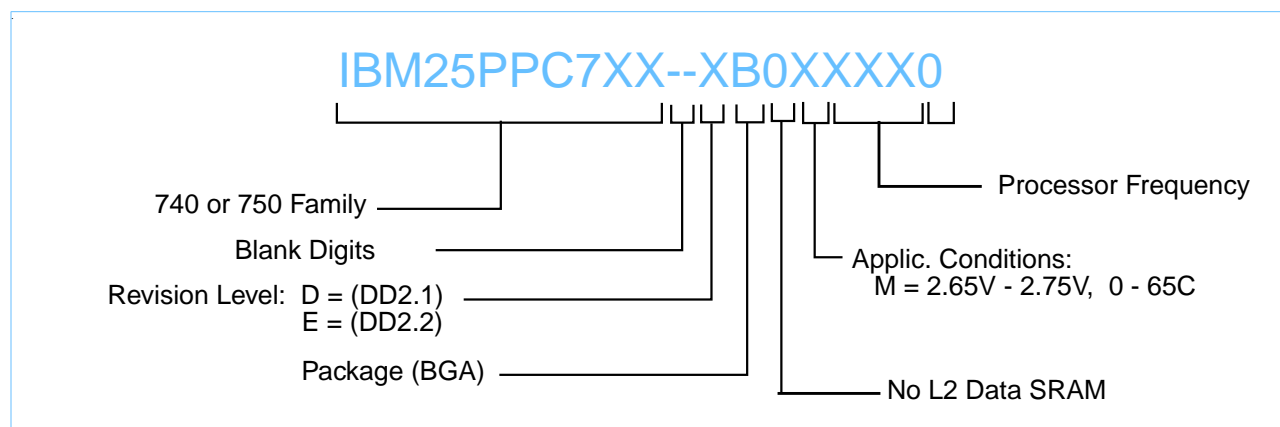 IBM25PPC7XX--XB0XXXX0
Processor Frequency
740 or 750 Family
Blank Digits
Applic. Conditions:
M = 2.65V - 2.75V, 0 - 65C
Revision Level: D = (DD2.1)
E = (DD2.2)
Package (BGA)
No L2 Data SRAM